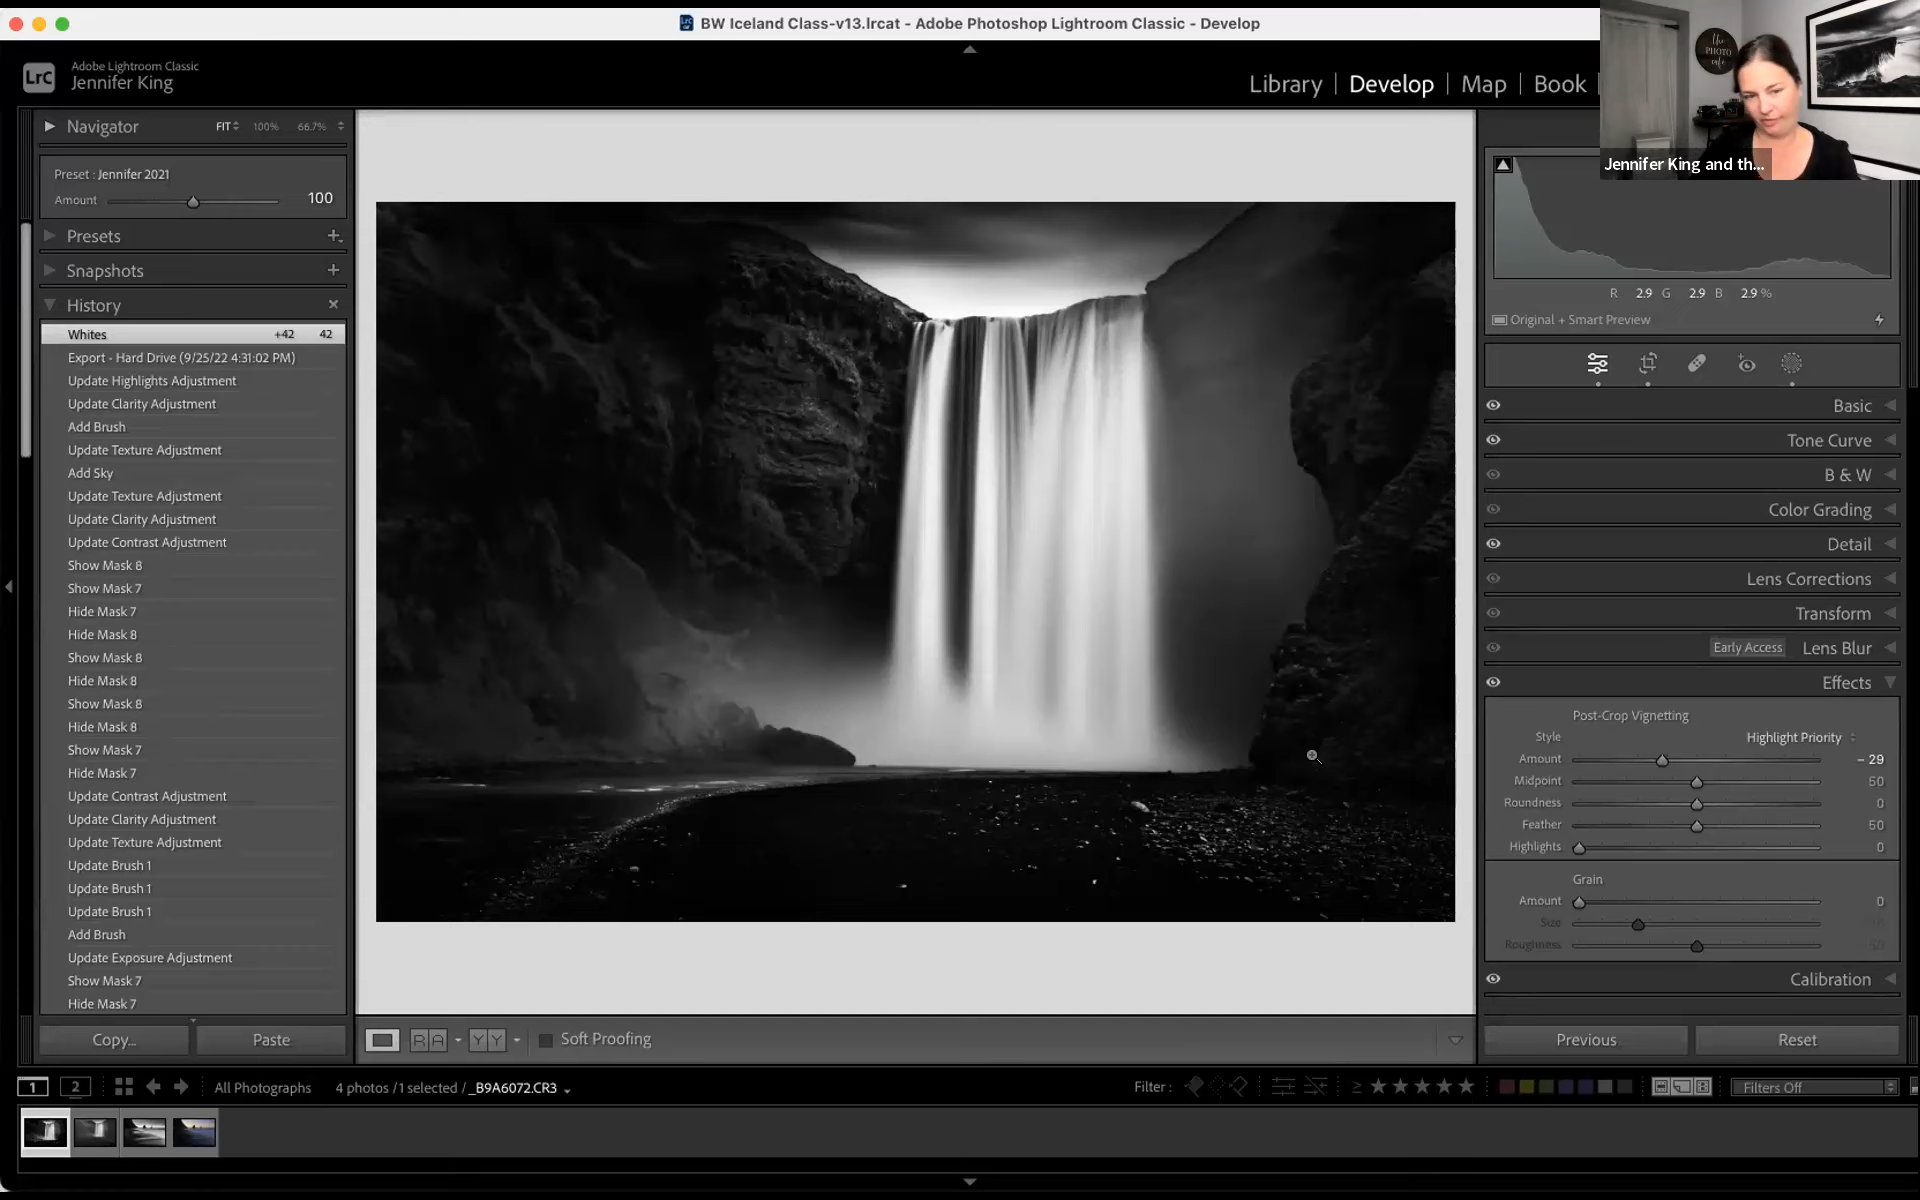 BW Iceland Class-v13.lrcat - Adobe Photoshop Lightroom Classic - Develop
LrC
Adobe Lightroom Classic
Jennifer King
Library | Develop | Map | Book
the PHOTO cafe
Jennifer King and th...
Navigator FIT 100% 66.7%
Preset : Jennifer 2021
Amount 100
Presets
Snapshots
History
Whites +42 42
Export - Hard Drive (9/25/22 4:31:02 PM)
Update Highlights Adjustment
Update Clarity Adjustment
Add Brush
Update Texture Adjustment
Add Sky
Update Texture Adjustment
Update Clarity Adjustment
Update Contrast Adjustment
Show Mask 8
Show Mask 7
Hide Mask 7
Hide Mask 8
Show Mask 8
Hide Mask 8
Show Mask 8
Hide Mask 8
Show Mask 7
Hide Mask 7
Update Contrast Adjustment
Update Clarity Adjustment
Update Texture Adjustment
Update Brush 1
Update Brush 1
Update Brush 1
Add Brush
Update Exposure Adjustment
Show Mask 7
Hide Mask 7
Copy... Paste
R A Y Y Soft Proofing
R 2.9 G 2.9 B 2.9 %
Original + Smart Preview
Basic
Tone Curve
B & W
Color Grading
Detail
Lens Corrections
Transform
Early Access Lens Blur
Effects
Post-Crop Vignetting
Style Highlight Priority
Amount - 29
Midpoint 50
Roundness 0
Feather 50
Highlights 0
Grain
Amount 0
Size
Roughness
Calibration
Previous Reset
1 2 All Photographs 4 photos /1 selected /_B9A6072.CR3 Filter : ≥ ★★★★★ Filters Off